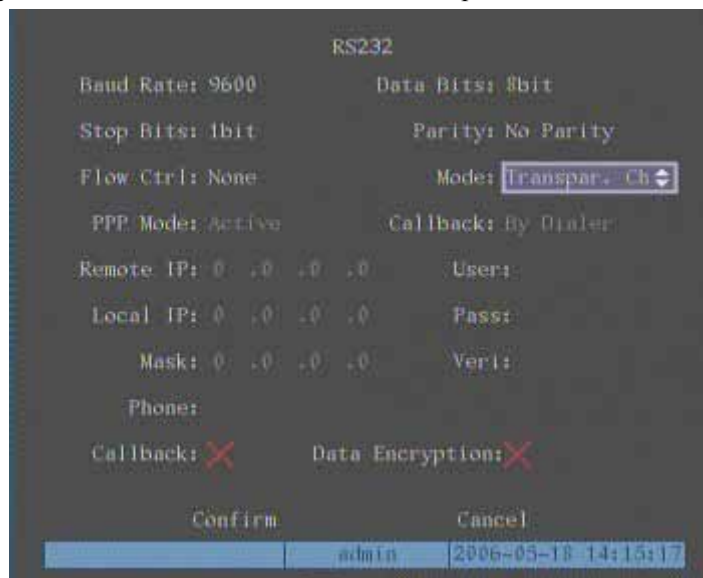 RS232
Baud Rate: 9600 Data Bits: 8bit
Stop Bits: 1bit Parity: No Parity
Flow Ctrl: None Mode: Transpar. Ch
PPP Mode: Active Callback: By Dialer
Remote IP: 0 .0 .0 .0 User:
Local IP: 0 .0 .0 .0 Pass:
Mask: 0 .0 .0 .0 Veri:
Phone:
Callback: Data Encryption:
Confirm Cancel
admin 2006-05-18 14:15:17